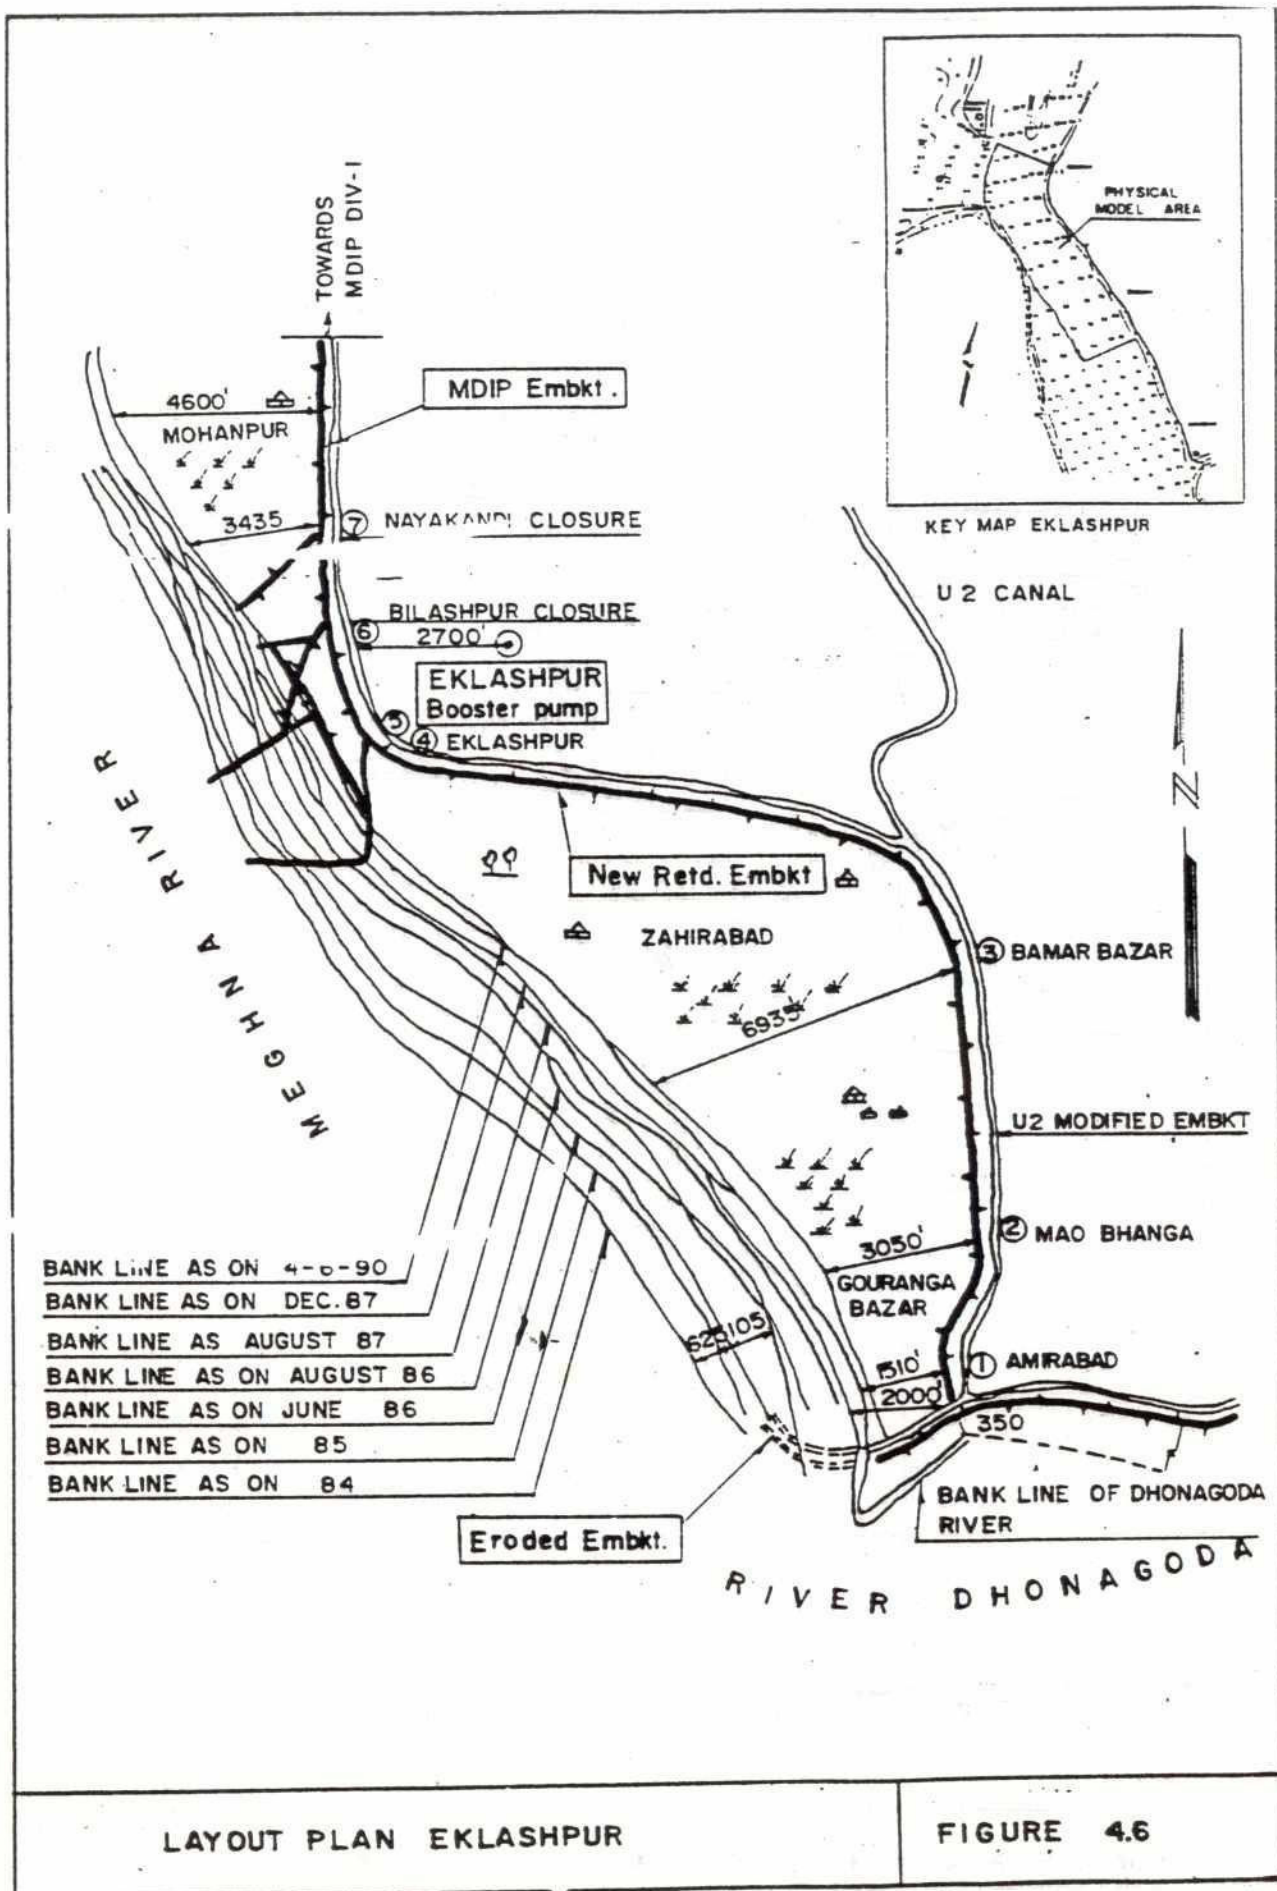 PHYSICAL
MODEL AREA
KEY MAP EKLASHPUR
TOWARDS
MDIP DIV-I
MDIP Embkt.
4600'
MOHANPUR
3435
7 NAYAKANDI CLOSURE
U 2 CANAL
BILASHPUR CLOSURE
6 2700'
EKLASHPUR
Booster pump
5
4 EKLASHPUR
N
MEGHNA RIVER
New Retd. Embkt
ZAHIRABAD
3 BAMAR BAZAR
6935'
U2 MODIFIED EMBKT
2 MAO BHANGA
3050'
GOURANGA
BAZAR
BANK LINE AS ON 4-6-90
BANK LINE AS ON DEC. 87
BANK LINE AS AUGUST 87
BANK LINE AS ON AUGUST 86
BANK LINE AS ON JUNE 86
BANK LINE AS ON 85
BANK LINE AS ON 84
105
1 AMIRABAD
1510'
2000'
350
Eroded Embkt.
BANK LINE OF DHONAGODA
RIVER
RIVER DHONAGODA
LAYOUT PLAN EKLASHPUR
FIGURE 4.6